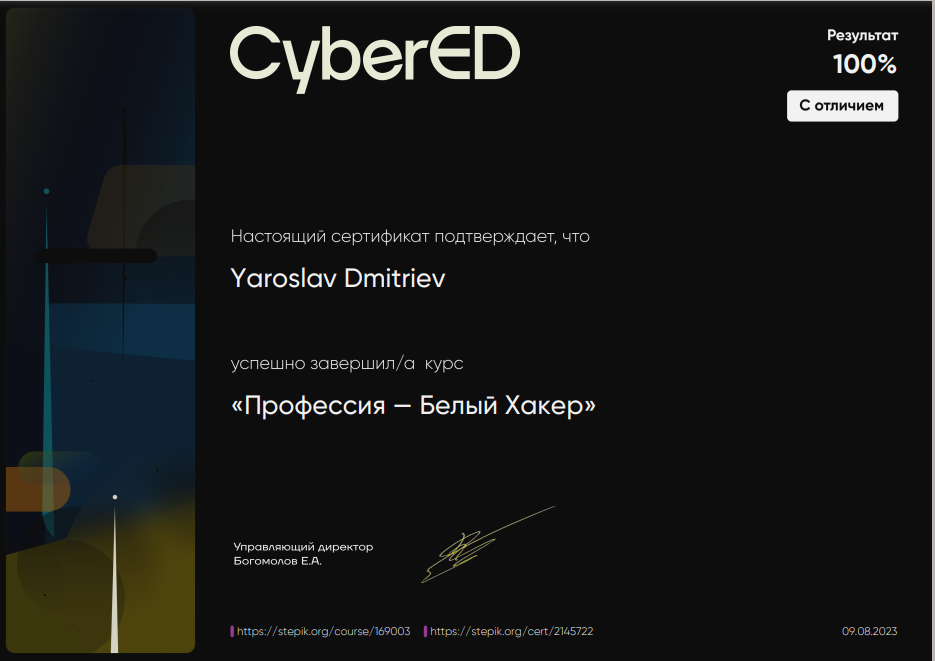 CyberED
Результат
100%
С отличием
Настоящий сертификат подтверждает, что
Yaroslav Dmitriev
успешно завершил/а курс
«Профессия — Белый Хакер»
Управляющий директор
Богомолов Е.А.
https://stepik.org/course/169003 https://stepik.org/cert/2145722
09.08.2023